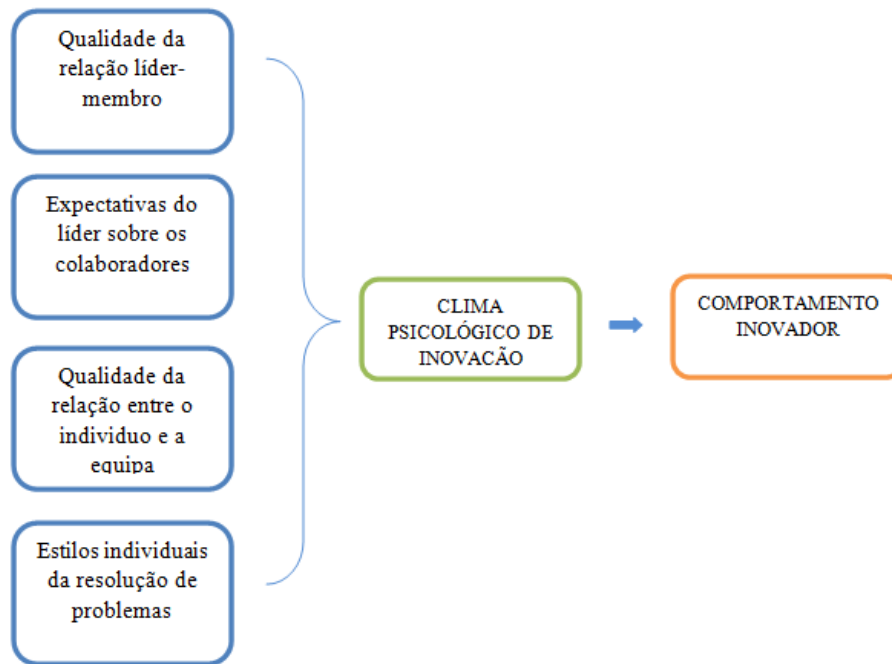 Qualidade da
relação líder-
membro
Expectativas do
líder sobre os
colaboradores
Qualidade da
relação entre o
individuo e a
equipa
Estilos individuais
da resolução de
problemas
CLIMA
PSICOLÓGICO DE
INOVACÃO
COMPORTAMENTO
INOVADOR